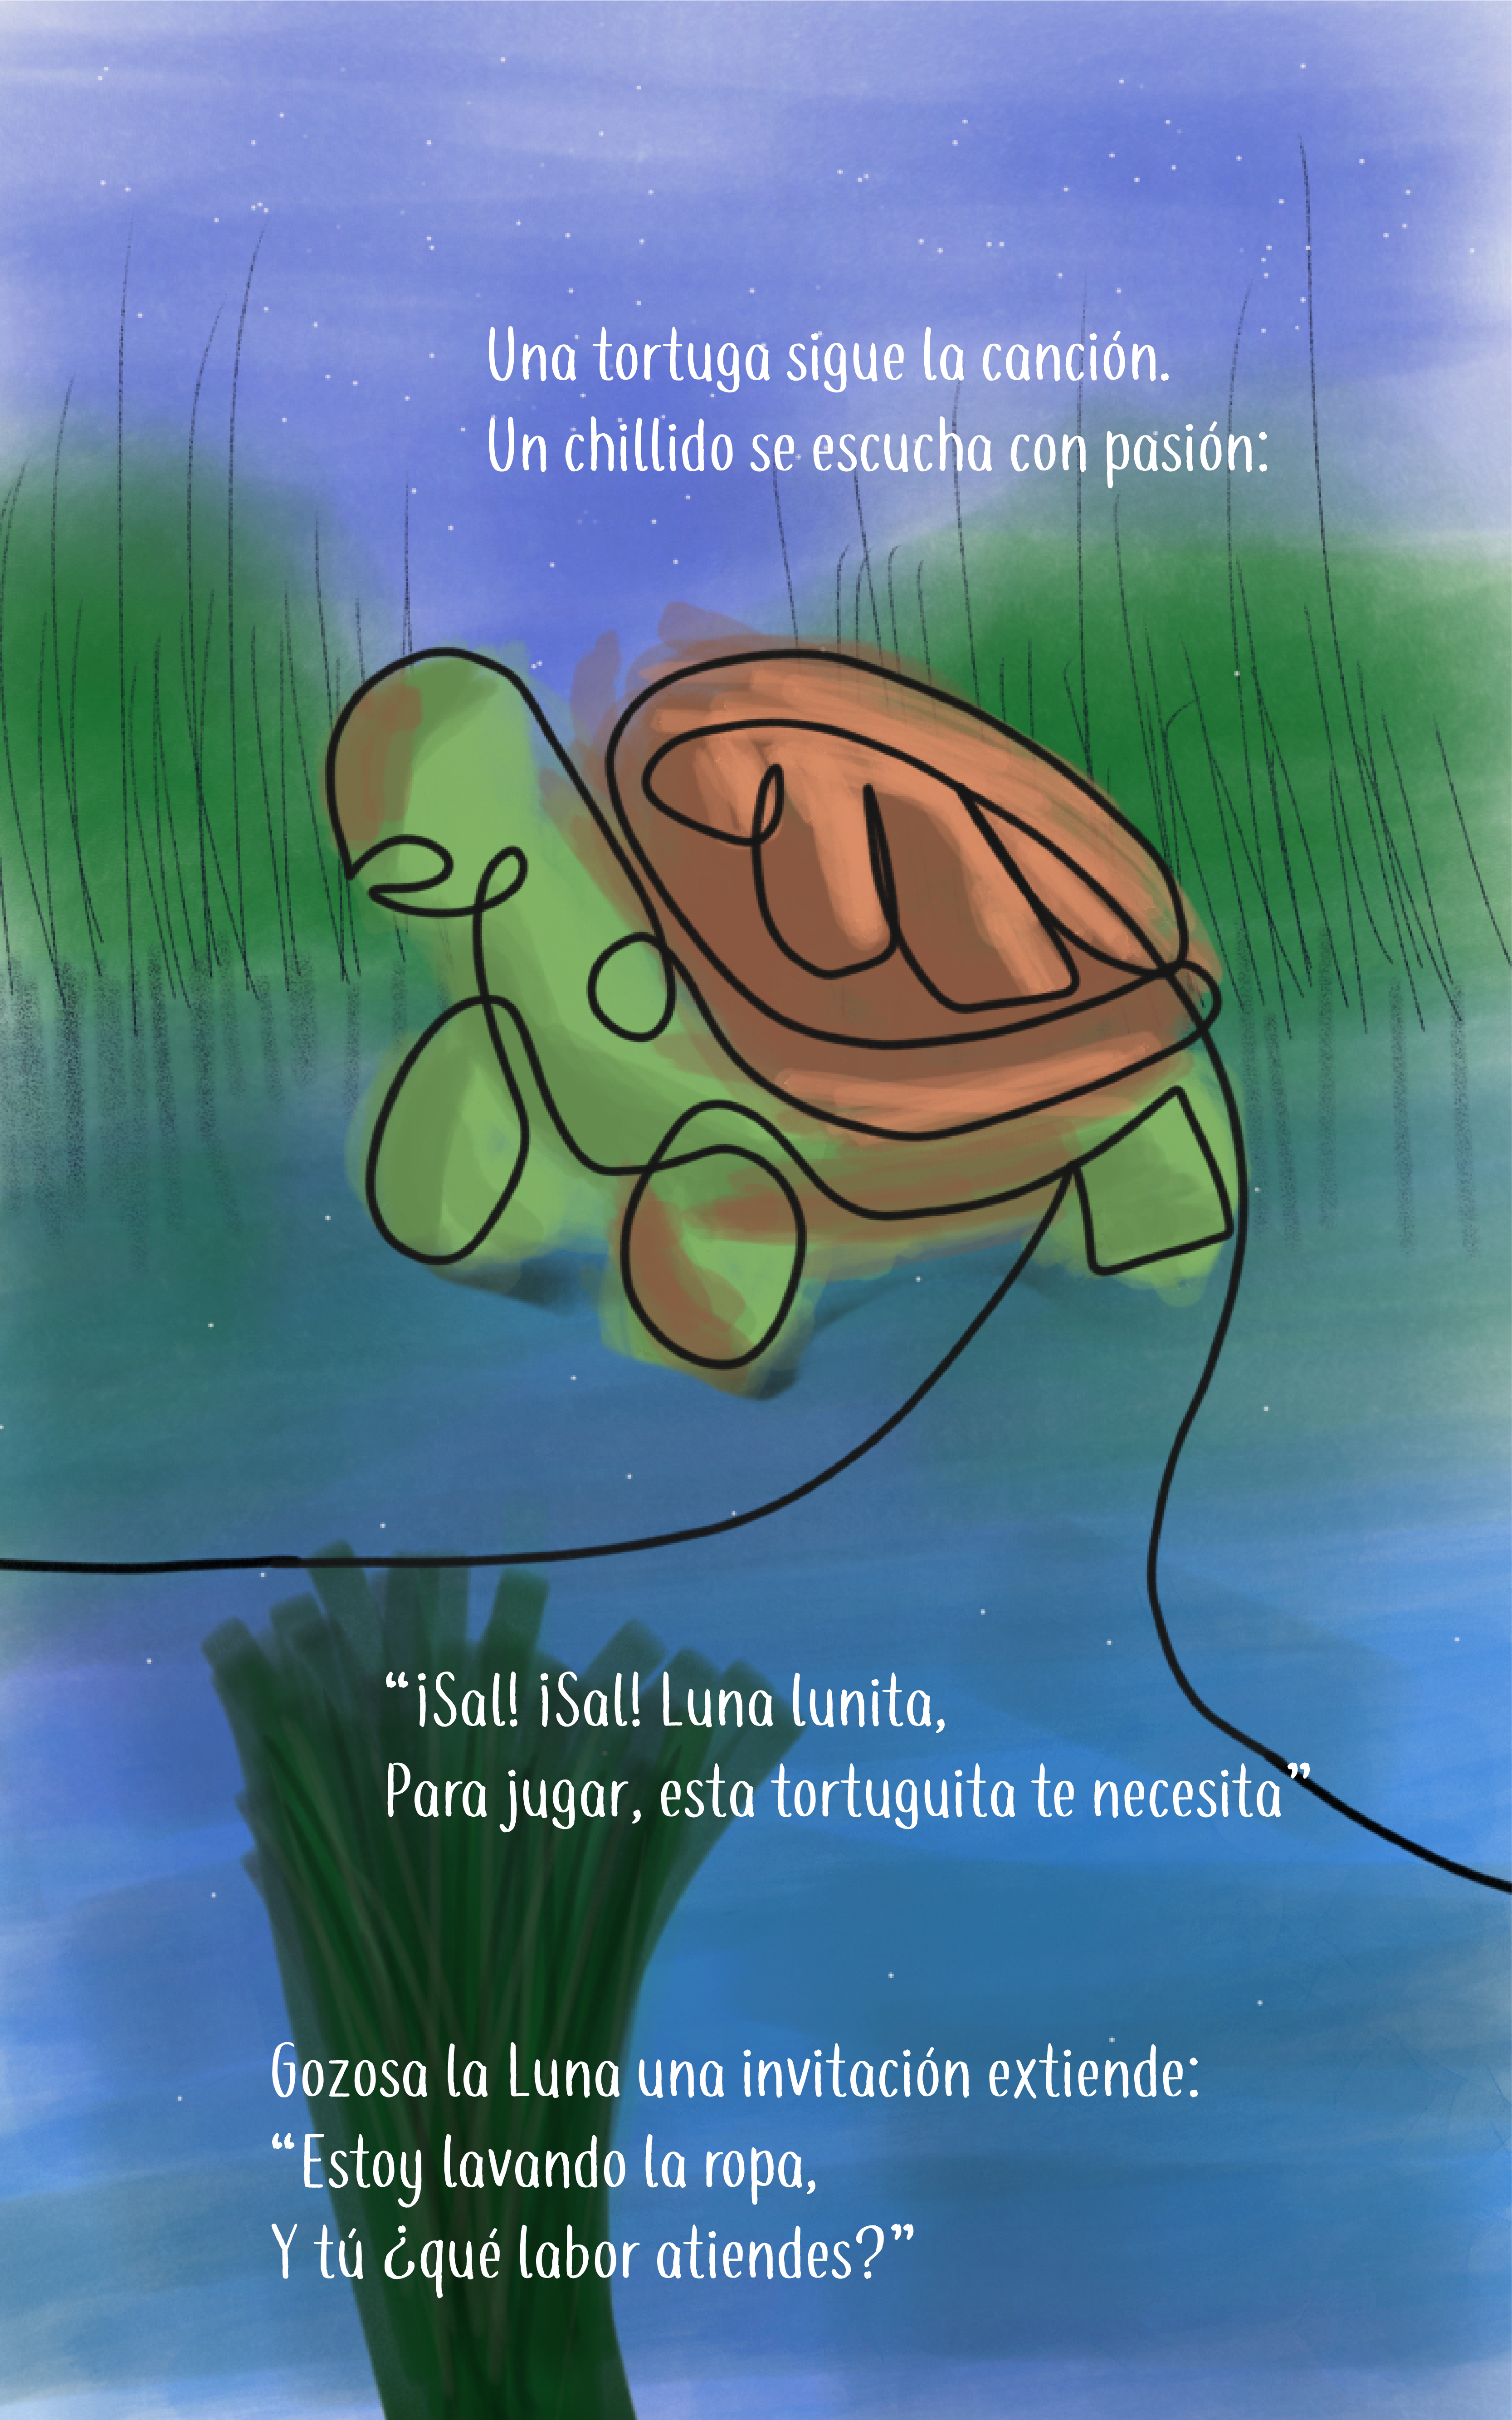 Una tortuga sigue la canción.
Un chillido se escucha con pasión:
“¡Sal! ¡Sal! Luna lunita,
Para jugar, esta tortuguita te necesita”
Gozosa la Luna una invitación extiende:
“Estoy lavando la ropa,
Y tú ¿qué labor atiendes?”